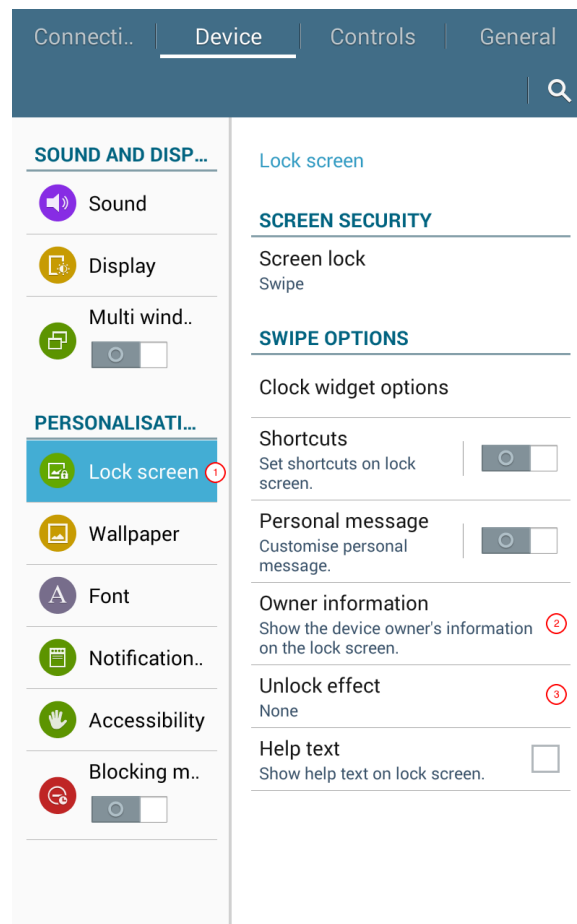 Connecti..
Device
Controls
General
SOUND AND DISP...
Sound
Display
Multi wind..
PERSONALISATI...
Lock screen 1
Wallpaper
A Font
Notification..
Accessibility
Blocking m..
Lock screen
SCREEN SECURITY
Screen lock
Swipe
SWIPE OPTIONS
Clock widget options
Shortcuts
Set shortcuts on lock
screen.
Personal message
Customise personal
message.
Owner information
Show the device owner's information 2
on the lock screen.
Unlock effect
3
None
Help text
Show help text on lock screen.